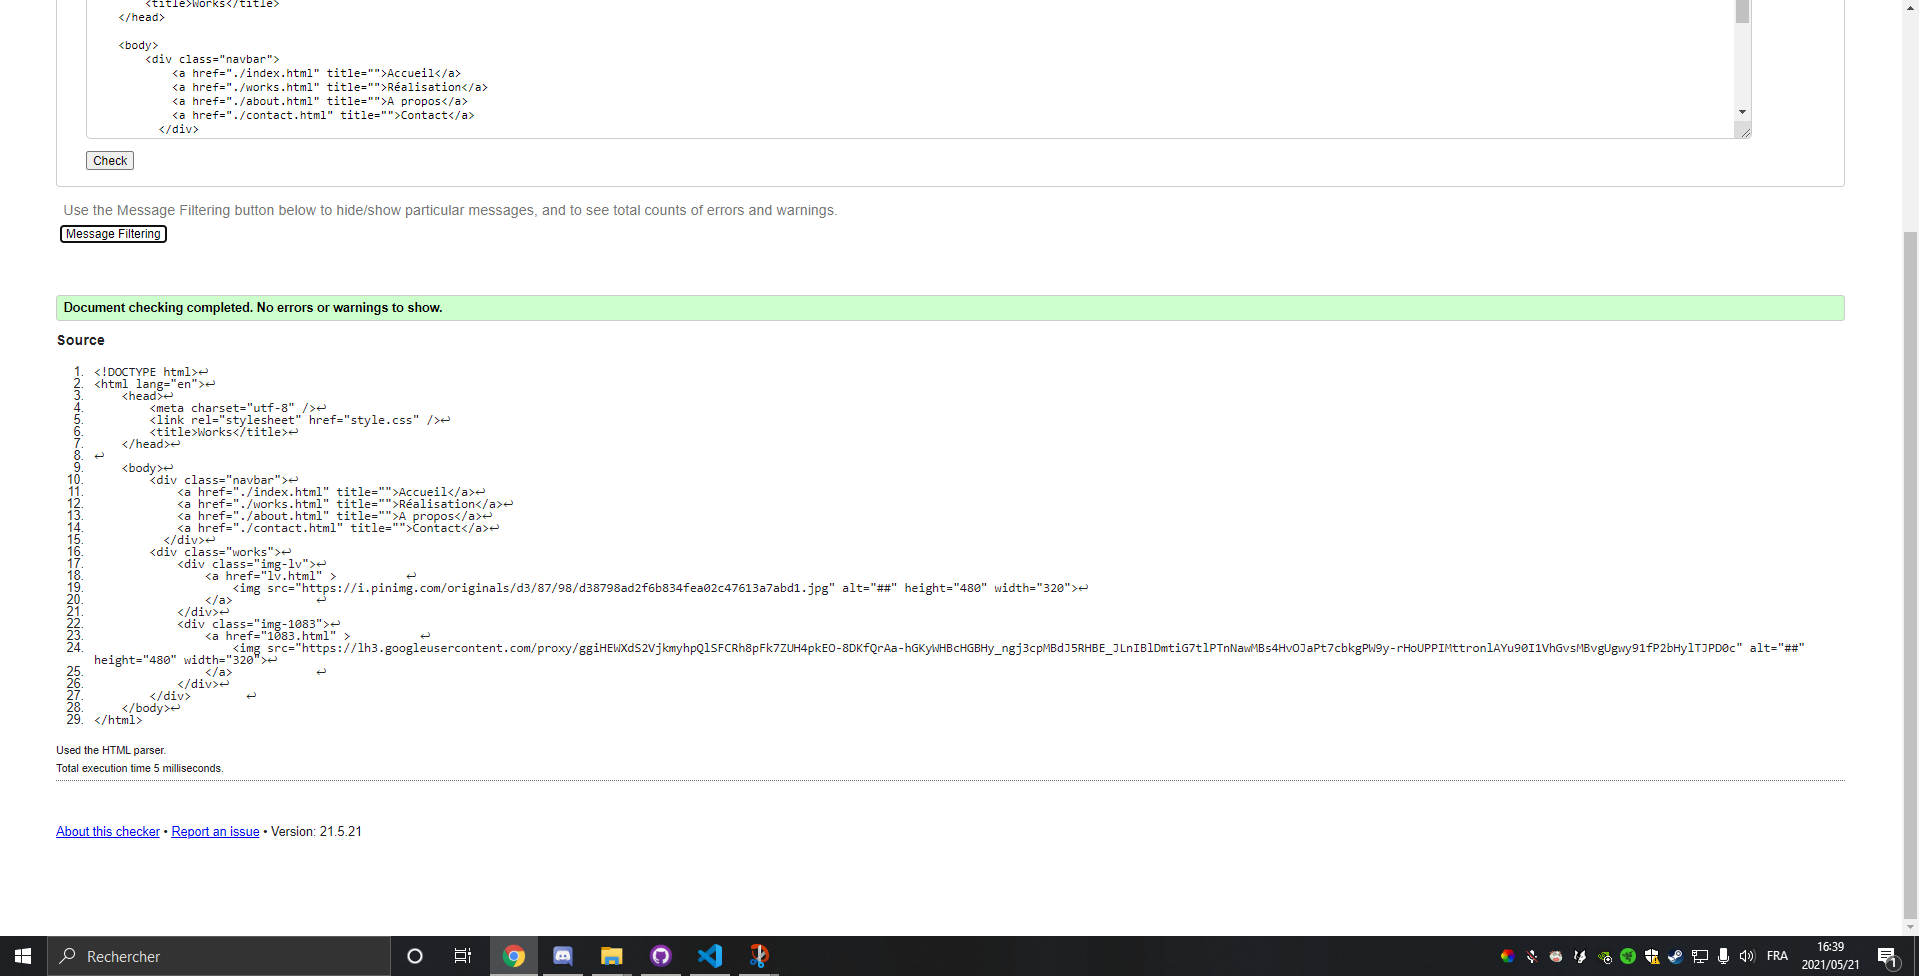 <title>Works</title>
</head>
<body>
<div class="navbar">
<a href="./index.html" title="">Accueil</a>
<a href="./works.html" title="">Réalisation</a>
<a href="./about.html" title="">A propos</a>
<a href="./contact.html" title="">Contact</a>
</div>
Check
Use the Message Filtering button below to hide/show particular messages, and to see total counts of errors and warnings.
Message Filtering
Document checking completed. No errors or warnings to show.
Source
1. <!DOCTYPE html>↩
2. <html lang="en">↩
3. <head>↩
4. <meta charset="utf-8" />↩
5. <link rel="stylesheet" href="style.css" />↩
6. <title>Works</title>↩
7. </head>↩
8. ↩
9. <body>↩
10. <div class="navbar">↩
11. <a href="./index.html" title="">Accueil</a>↩
12. <a href="./works.html" title="">Réalisation</a>↩
13. <a href="./about.html" title="">A propos</a>↩
14. <a href="./contact.html" title="">Contact</a>↩
15. </div>↩
16. <div class="works">↩
17. <div class="img-lv">↩
18. <a href="lv.html" > ↩
19. <img src="https://i.pinimg.com/originals/d3/87/98/d38798ad2f6b834fea02c47613a7abd1.jpg" alt="##" height="480" width="320">↩
20. </a> ↩
21. </div>↩
22. <div class="img-1083">↩
23. <a href="1083.html" > ↩
24. <img src="https://lh3.googleusercontent.com/proxy/ggiHEWXdS2VjkmyhpQlSFCRh8pFk7ZUH4pkEO-8DKfQrAa-hGKyWHBcHGBHy_ngj3cpMBdJ5RHBE_JLnIBlDmtiG7tlPTnNawMBs4HvOJaPt7cbkgPW9y-rHoUPPIMttronlAYu90I1VhGvsMBvgUgwy91fP2bHylTJPD0c" alt="##"
height="480" width="320">↩
25. </a> ↩
26. </div>↩
27. </div> ↩
28. </body>↩
29. </html>
Used the HTML parser.
Total execution time 5 milliseconds.
About this checker • Report an issue • Version: 21.5.21
Rechercher
FRA
16:39
2021/05/21
1